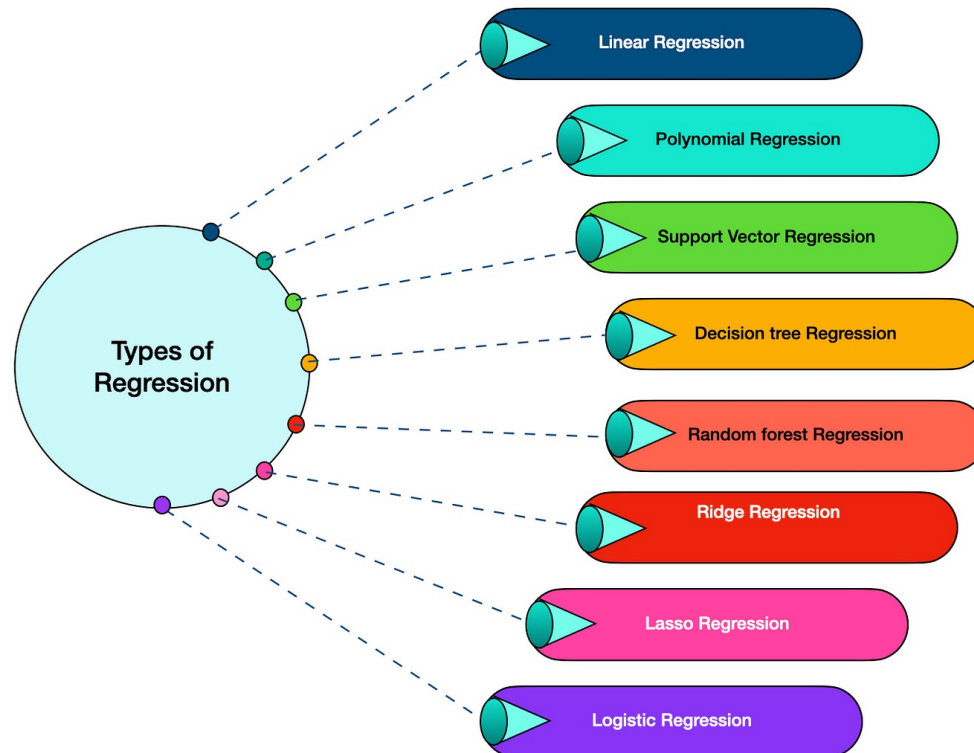 Linear Regression
Polynomial Regression
Support Vector Regression
Types of
Regression
Decision tree Regression
Random forest Regression
Ridge Regression
Lasso Regression
Logistic Regression